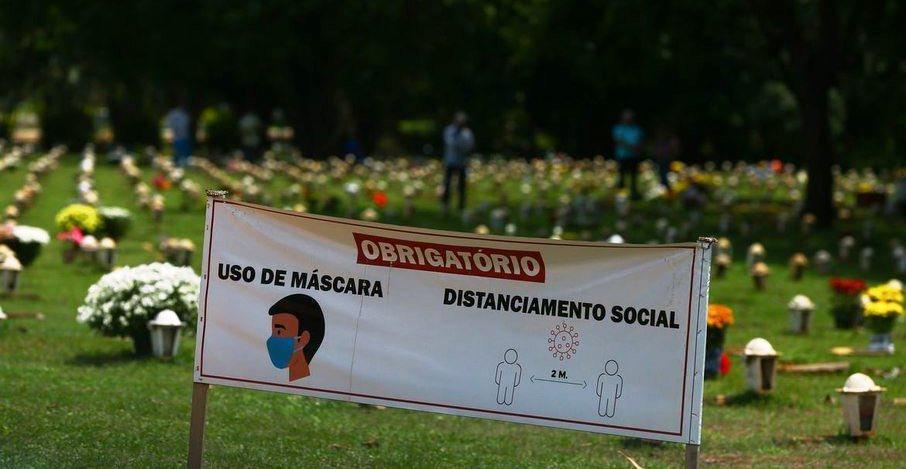 OBRIGATÓRIO
USO DE MÁSCARA
DISTANCIAMENTO SOCIAL
2 M.